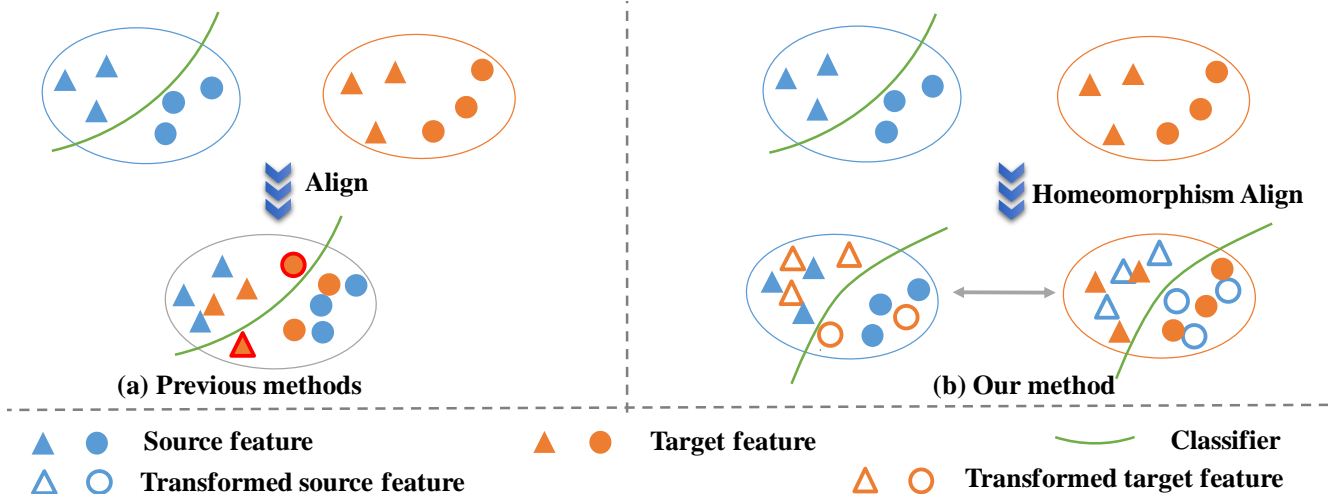 Align
Homeomorphism Align
(a) Previous methods
(b) Our method
Source feature
Target feature
Classifier
Transformed source feature
Transformed target feature